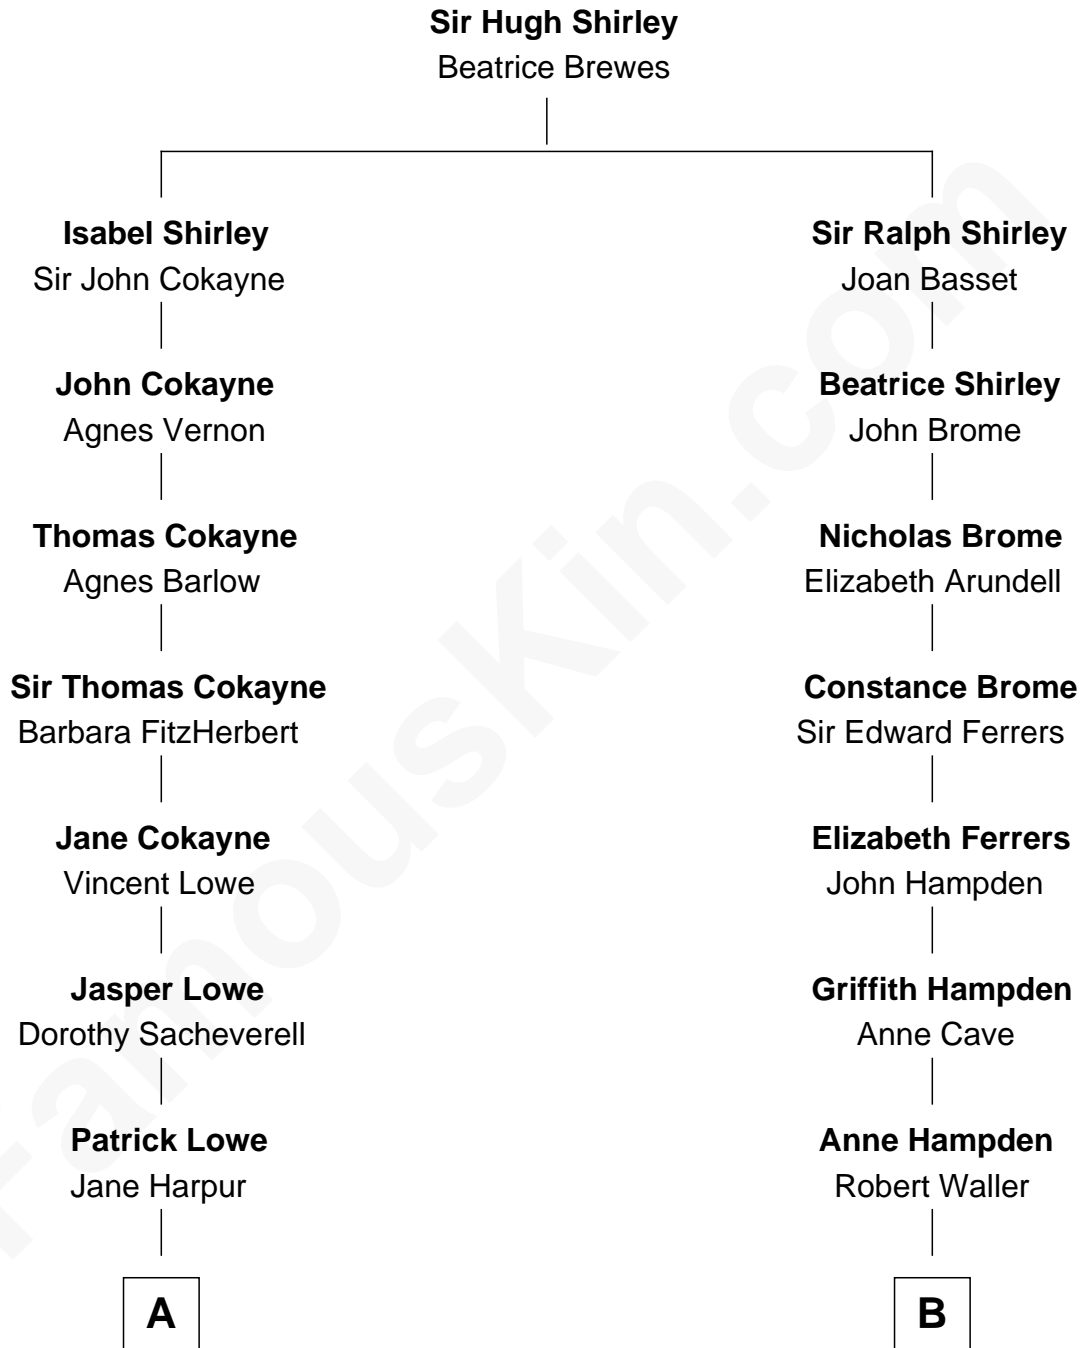 Sir Hugh Shirley
Beatrice Brewes
Isabel Shirley
Sir John Cokayne
Sir Ralph Shirley
Joan Basset
John Cokayne
Agnes Vernon
Beatrice Shirley
John Brome
Thomas Cokayne
Agnes Barlow
Nicholas Brome
Elizabeth Arundell
Sir Thomas Cokayne
Barbara FitzHerbert
Constance Brome
Sir Edward Ferrers
Jane Cokayne
Vincent Lowe
Elizabeth Ferrers
John Hampden
Jasper Lowe
Dorothy Sacheverell
Griffith Hampden
Anne Cave
Patrick Lowe
Jane Harpur
Anne Hampden
Robert Waller
A
B
FamousKin.com